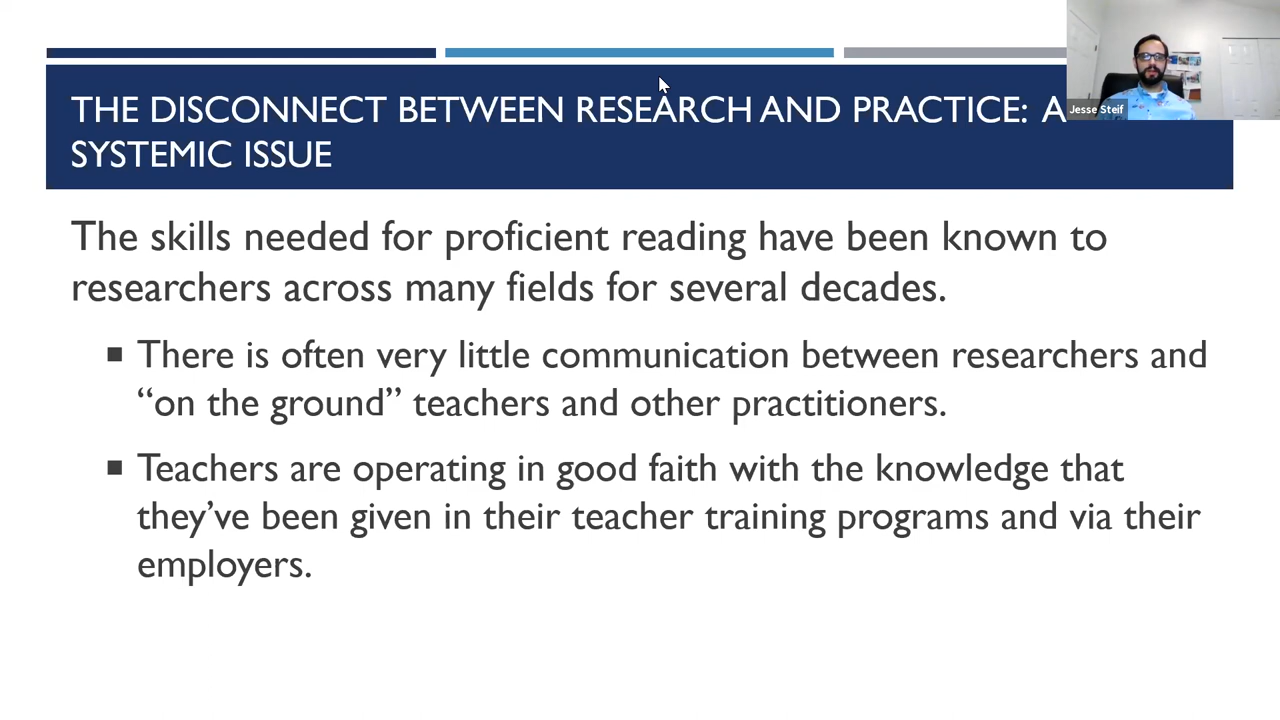 THE DISCONNECT BETWEEN RESEARCH AND PRACTICE: A
SYSTEMIC ISSUE
Jesse Steif
The skills needed for proficient reading have been known to
researchers across many fields for several decades.
■ There is often very little communication between researchers and
“on the ground” teachers and other practitioners.
■ Teachers are operating in good faith with the knowledge that
they’ve been given in their teacher training programs and via their
employers.